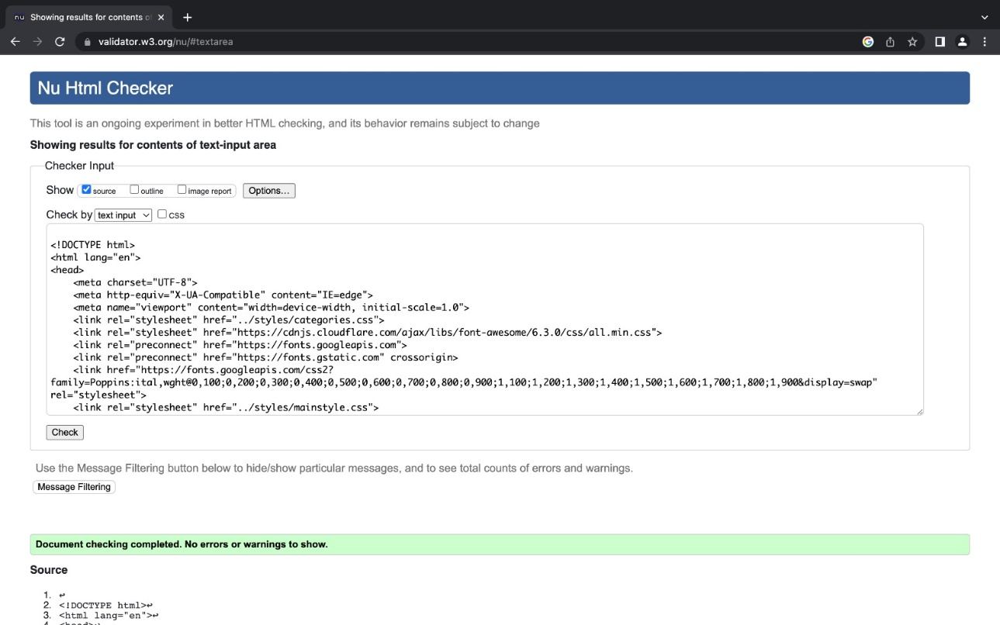 nu Showing results for contents o
validator.w3.org/nu/#textarea
Nu Html Checker
This tool is an ongoing experiment in better HTML checking, and its behavior remains subject to change
Showing results for contents of text-input area
Checker Input
Show source outline image report Options...
Check by text input css
<!DOCTYPE html>
<html lang="en">
<head>
<meta charset="UTF-8">
<meta http-equiv="X-UA-Compatible" content="IE=edge">
<meta name="viewport" content="width=device-width, initial-scale=1.0">
<link rel="stylesheet" href="../styles/categories.css">
<link rel="stylesheet" href="https://cdnjs.cloudflare.com/ajax/libs/font-awesome/6.3.0/css/all.min.css">
<link rel="preconnect" href="https://fonts.googleapis.com">
<link rel="preconnect" href="https://fonts.gstatic.com" crossorigin>
<link href="https://fonts.googleapis.com/css2?
family=Poppins:ital,wght@0,100;0,200;0,300;0,400;0,500;0,600;0,700;0,800;0,900;1,100;1,200;1,300;1,400;1,500;1,600;1,700;1,800;1,900&display=swap"
rel="stylesheet">
<link rel="stylesheet" href="../styles/mainstyle.css">
Check
Use the Message Filtering button below to hide/show particular messages, and to see total counts of errors and warnings.
Message Filtering
Document checking completed. No errors or warnings to show.
Source
1. ↩
2. <!DOCTYPE html>↩
3. <html lang="en">↩
4. <head>↩